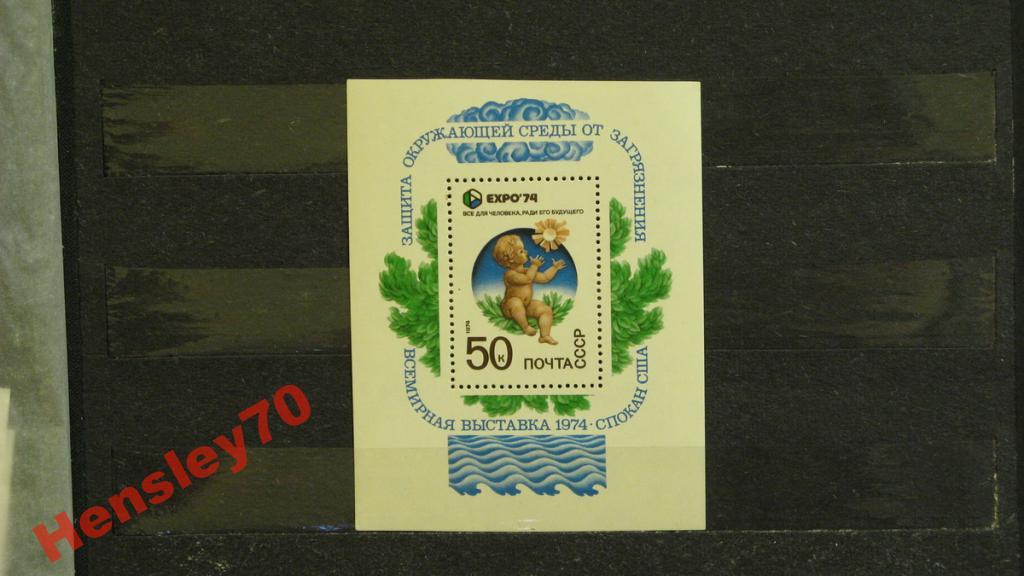 ЗАЩИТА ОКРУЖАЮЩЕЙ СРЕДЫ ОТ ЗАГРЯЗНЕНИЯ
EXPO'74
ВСЕ ДЛЯ ЧЕЛОВЕКА, РАДИ ЕГО БУДУЩЕГО
1974
50 к
ПОЧТА СССР
ВСЕМИРНАЯ ВЫСТАВКА 1974 · СПОКАН США
Hensley70